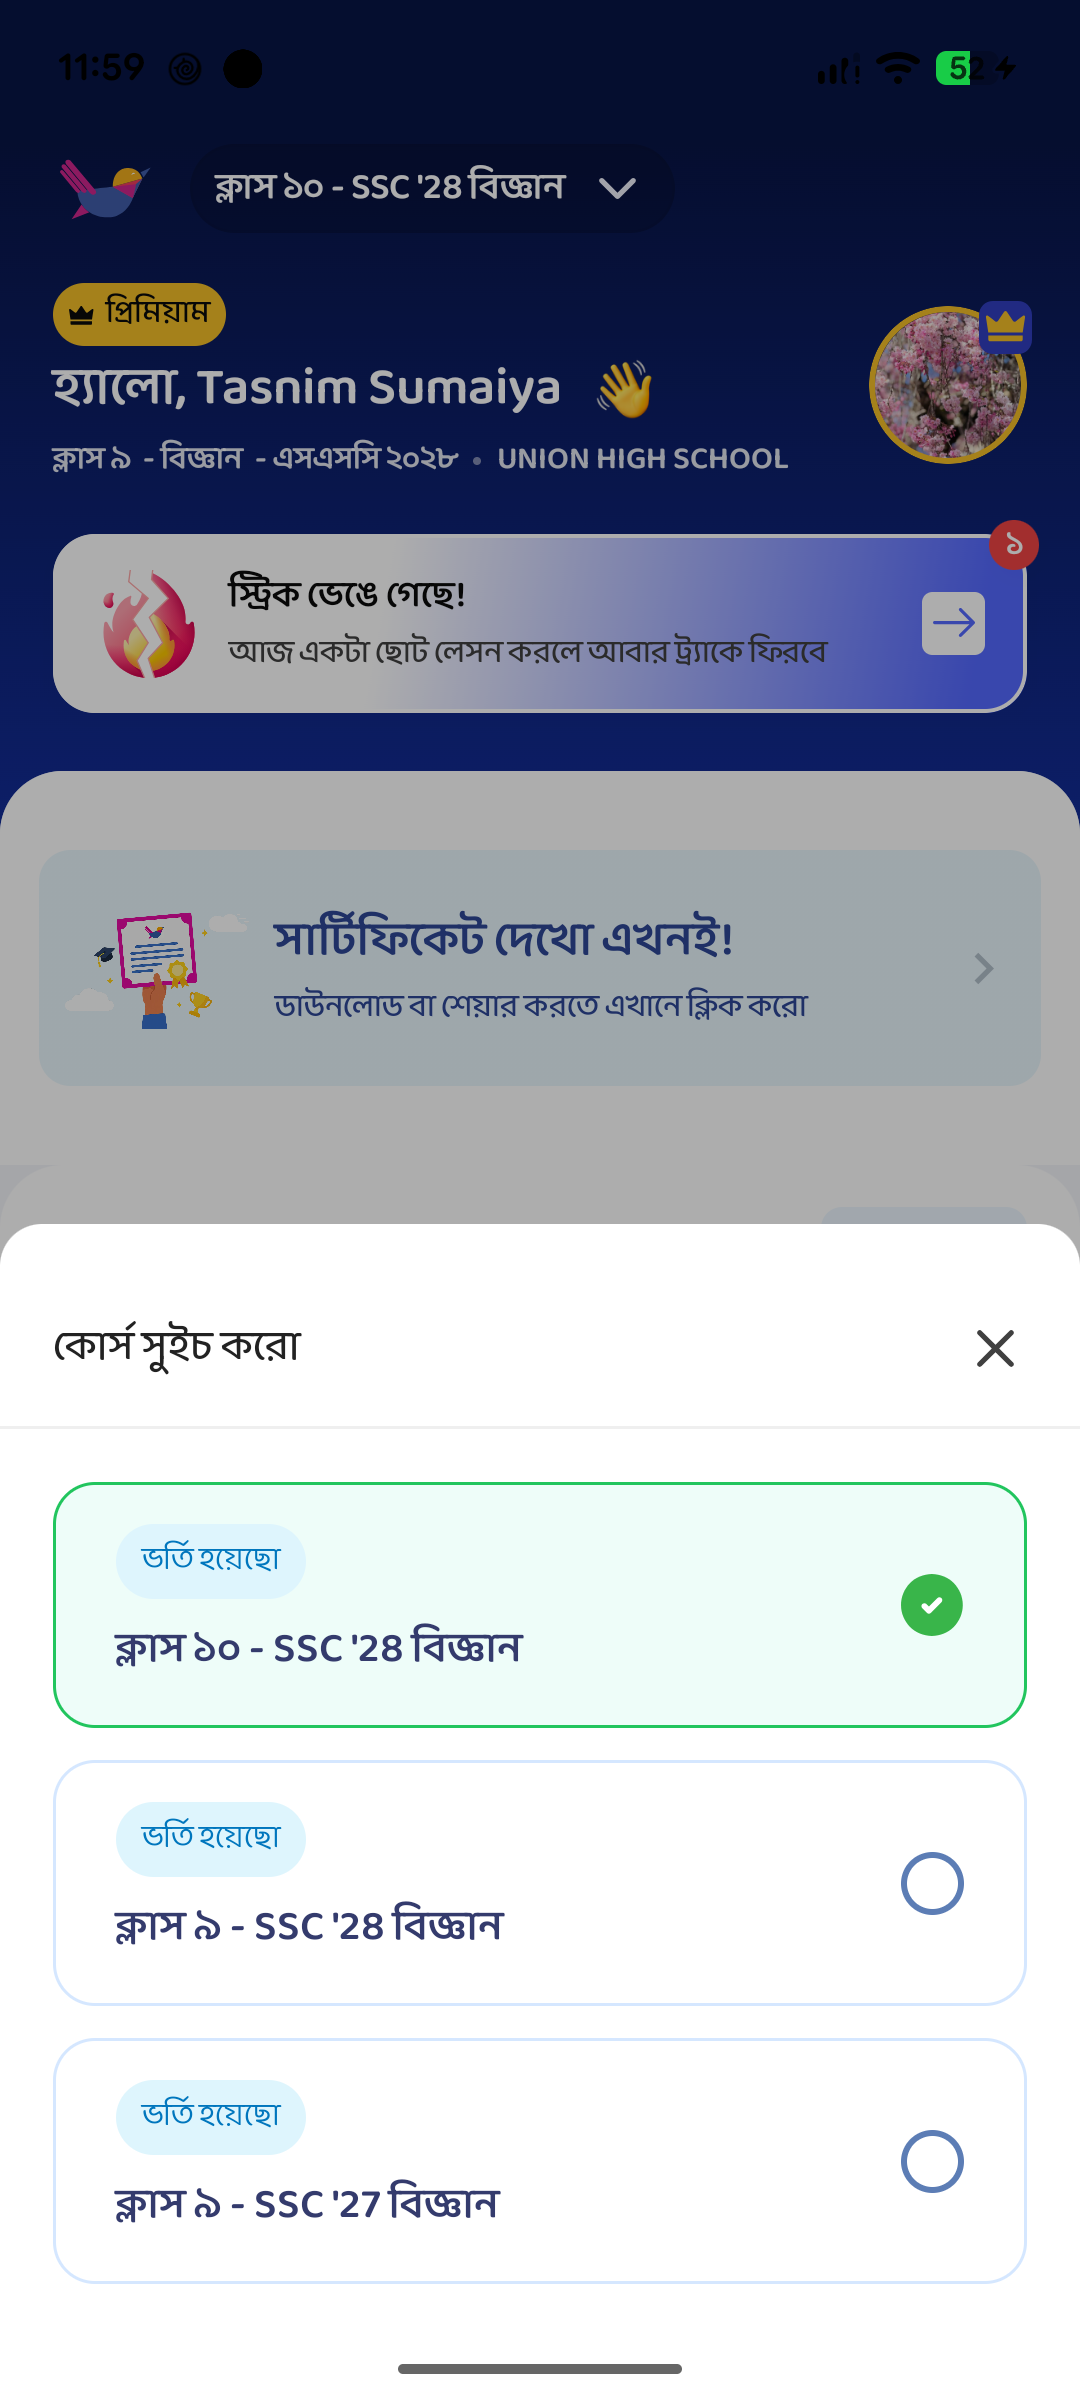 11:59
52
ক্লাস ১০ - SSC '28 বিজ্ঞান
প্রিমিয়াম
হ্যালো, Tasnim Sumaiya 👋
ক্লাস ৯ - বিজ্ঞান - এসএসসি ২০২৮ • UNION HIGH SCHOOL
১
স্ট্রিক ভেঙে গেছে!
আজ একটা ছোট লেসন করলে আবার ট্র্যাকে ফিরবে
সার্টিফিকেট দেখো এখনই!
ডাউনলোড বা শেয়ার করতে এখানে ক্লিক করো
কোর্স সুইচ করো
ভর্তি হয়েছো
ক্লাস ১০ - SSC '28 বিজ্ঞান
ভর্তি হয়েছো
ক্লাস ৯ - SSC '28 বিজ্ঞান
ভর্তি হয়েছো
ক্লাস ৯ - SSC '27 বিজ্ঞান